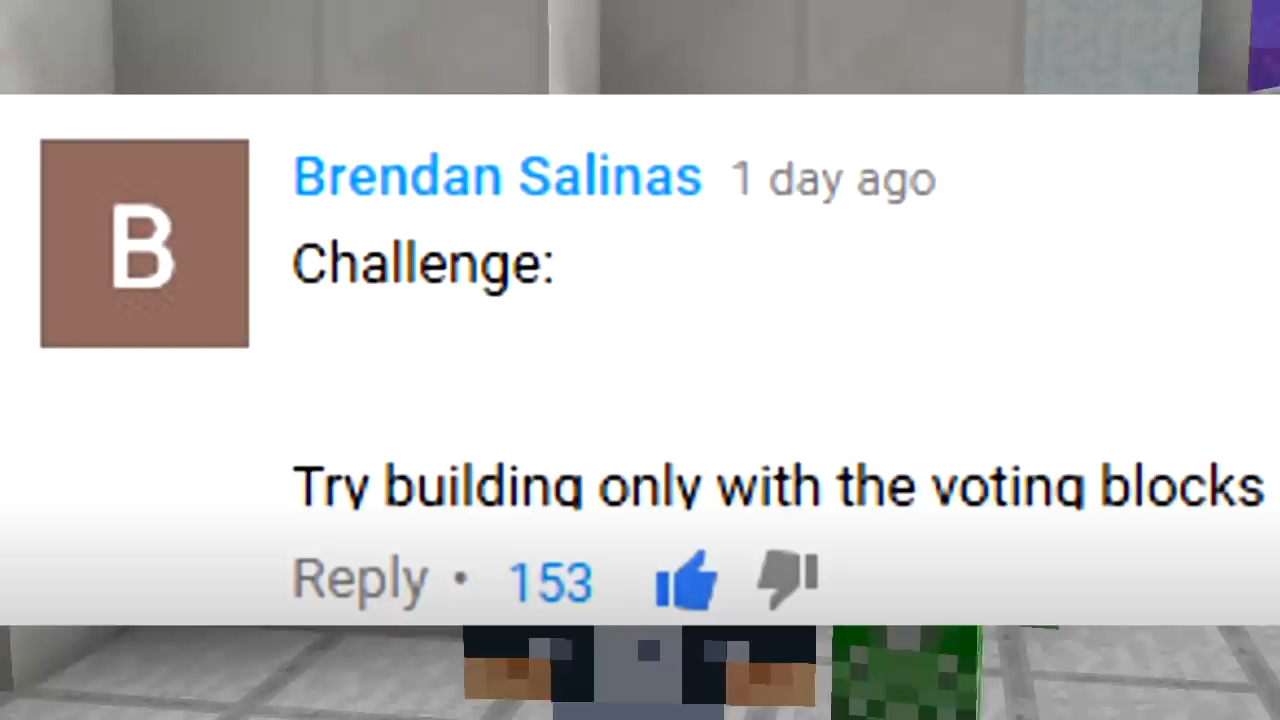 B
Brendan Salinas 1 day ago
Challenge:
Try building only with the voting blocks
Reply • 153